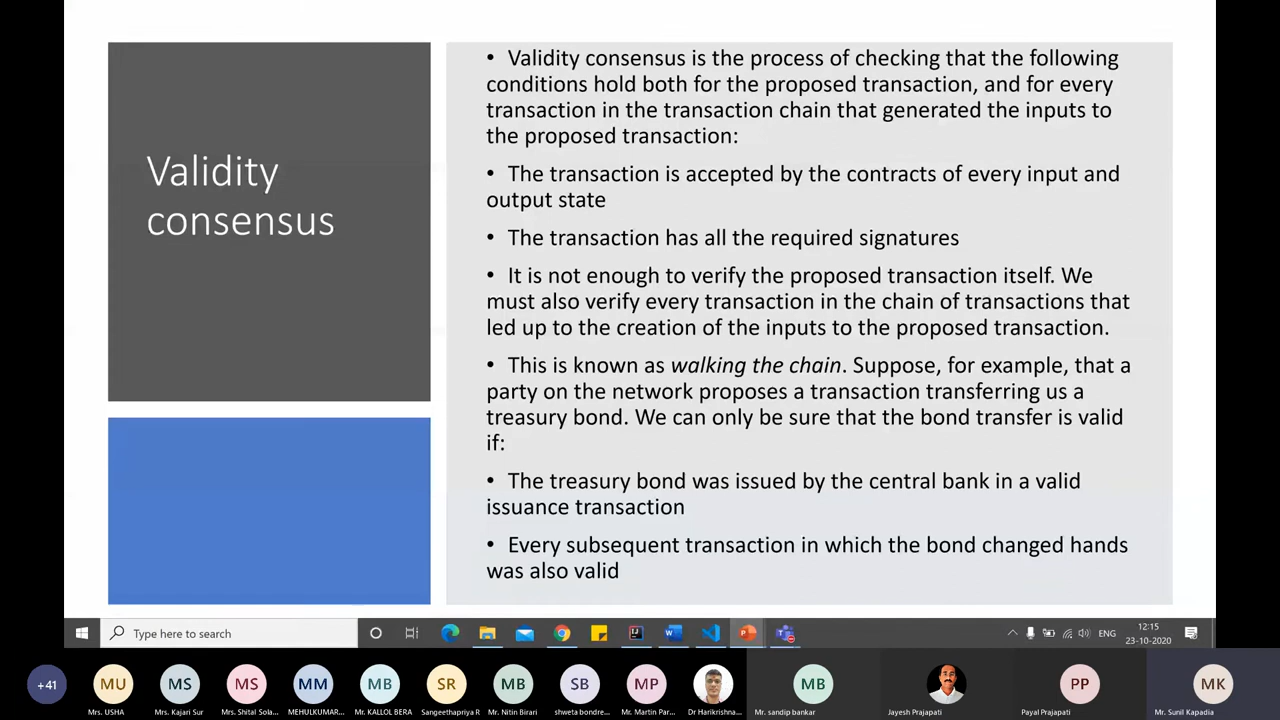 Validity
consensus
• Validity consensus is the process of checking that the following
conditions hold both for the proposed transaction, and for every
transaction in the transaction chain that generated the inputs to
the proposed transaction:
• The transaction is accepted by the contracts of every input and
output state
• The transaction has all the required signatures
• It is not enough to verify the proposed transaction itself. We
must also verify every transaction in the chain of transactions that
led up to the creation of the inputs to the proposed transaction.
• This is known as walking the chain. Suppose, for example, that a
party on the network proposes a transaction transferring us a
treasury bond. We can only be sure that the bond transfer is valid
if:
• The treasury bond was issued by the central bank in a valid
issuance transaction
• Every subsequent transaction in which the bond changed hands
was also valid
Type here to search
ENG
12:15
23-10-2020
+41
MU
MS
MS
MM
MB
SR
MB
SB
MP
MB
PP
MK
Mrs. USHA
Mrs. Kajari Sur
Mrs. Shital Sola...
MEHULKUMAR...
Mr. KALLOL BERA
Sangeethapriya R
Mr. Nitin Birari
shweta bondre...
Mr. Martin Par...
Dr Harikrishna...
Mr. sandip bankar
Jayesh Prajapati
Payal Prajapati
Mr. Sunil Kapadia